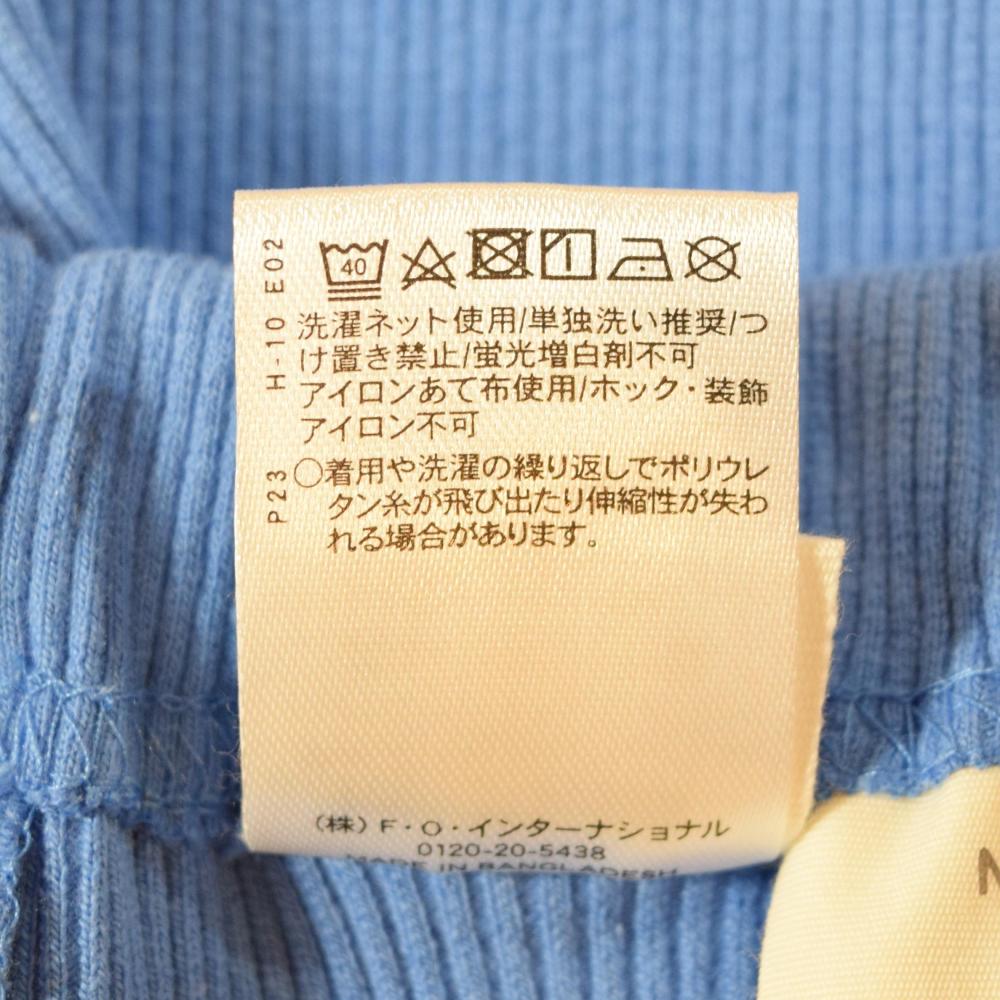 40
洗濯ネット使用/単独洗い推奨/つ
け置き禁止/蛍光増白剤不可
アイロンあて布使用/ホック・装飾
アイロン不可
○着用や洗濯の繰り返しでポリウレ
タン糸が飛び出たり伸縮性が失わ
れる場合があります。
P23 H-10 E02
(株)F・O・インターナショナル
0120-20-5438
MADE IN BANGLADESH
N